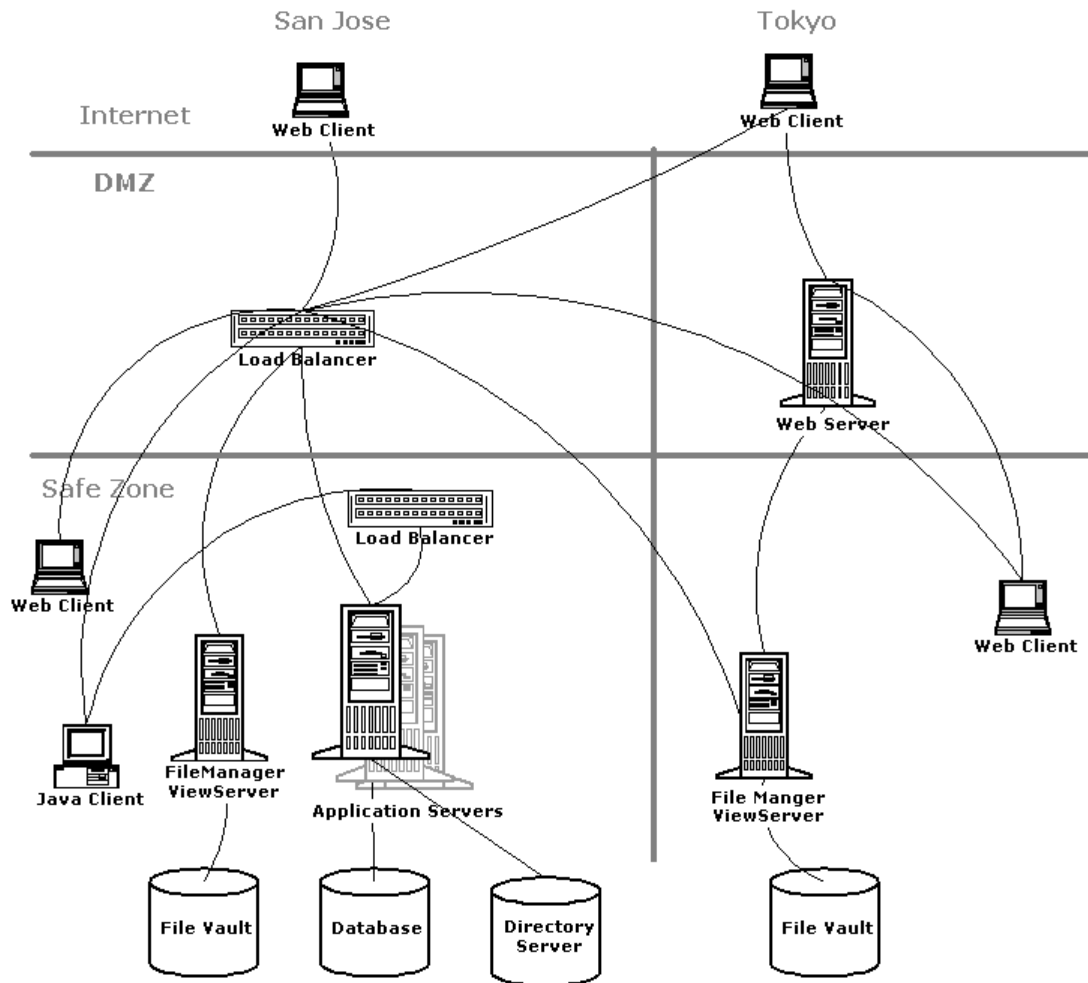 San Jose
Tokyo
Internet
Web Client
Web Client
DMZ
Load Balancer
Web Server
Safe Zone
Load Balancer
Web Client
Web Client
FileManager
ViewServer
Java Client
Application Servers
File Manger
ViewServer
File Vault
Database
Directory
Server
File Vault